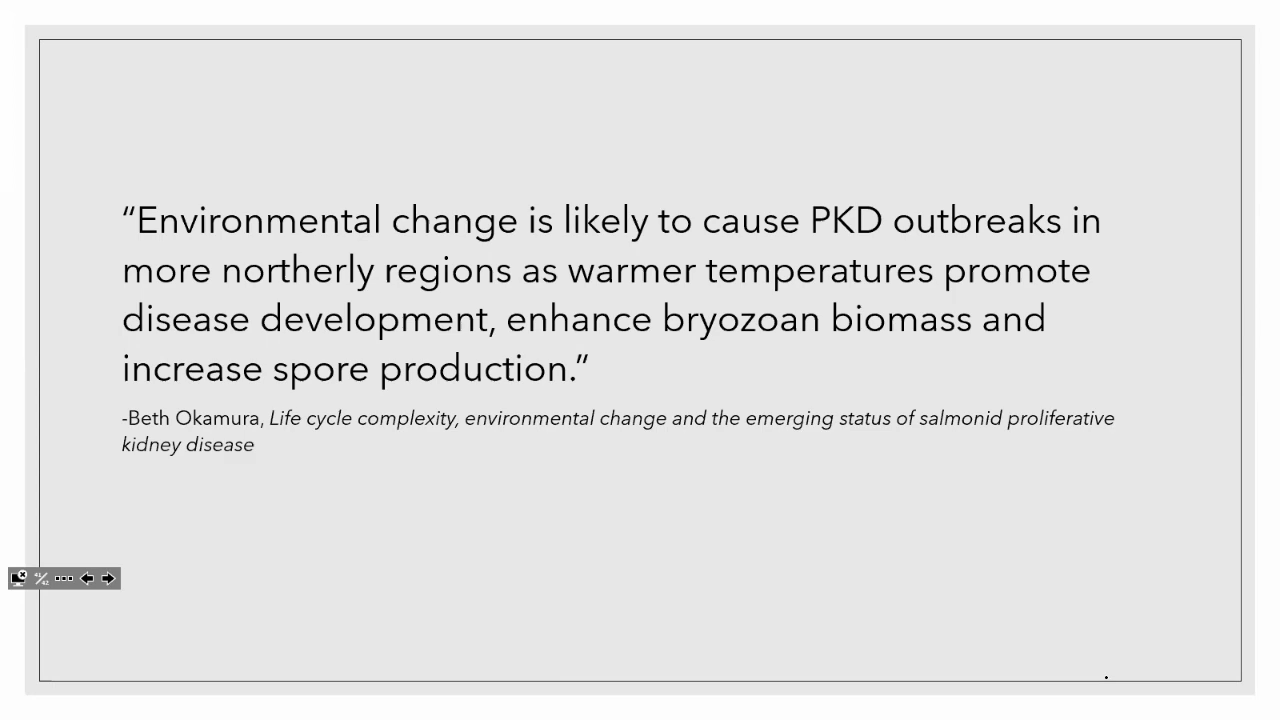 “Environmental change is likely to cause PKD outbreaks in
more northerly regions as warmer temperatures promote
disease development, enhance bryozoan biomass and
increase spore production.”
-Beth Okamura, Life cycle complexity, environmental change and the emerging status of salmonid proliferative
kidney disease
41/42